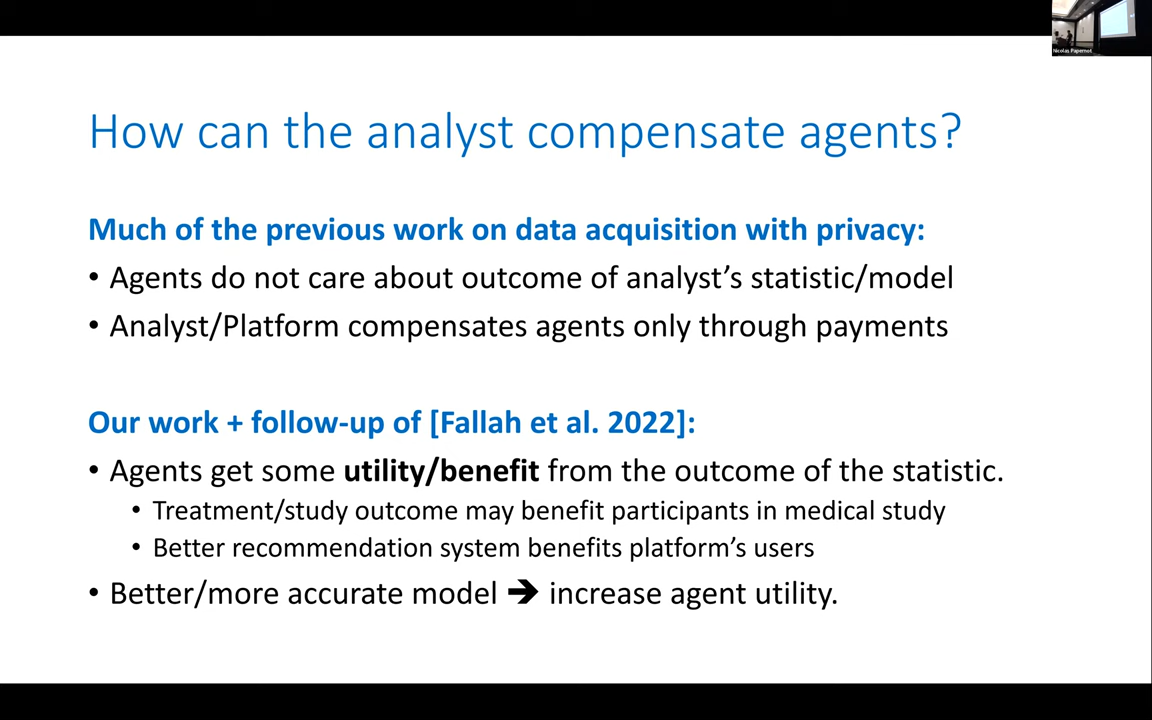 Nicolas Papernot
How can the analyst compensate agents?
Much of the previous work on data acquisition with privacy:
• Agents do not care about outcome of analyst’s statistic/model
• Analyst/Platform compensates agents only through payments
Our work + follow-up of [Fallah et al. 2022]:
• Agents get some utility/benefit from the outcome of the statistic.
• Treatment/study outcome may benefit participants in medical study
• Better recommendation system benefits platform’s users
• Better/more accurate model ➔ increase agent utility.